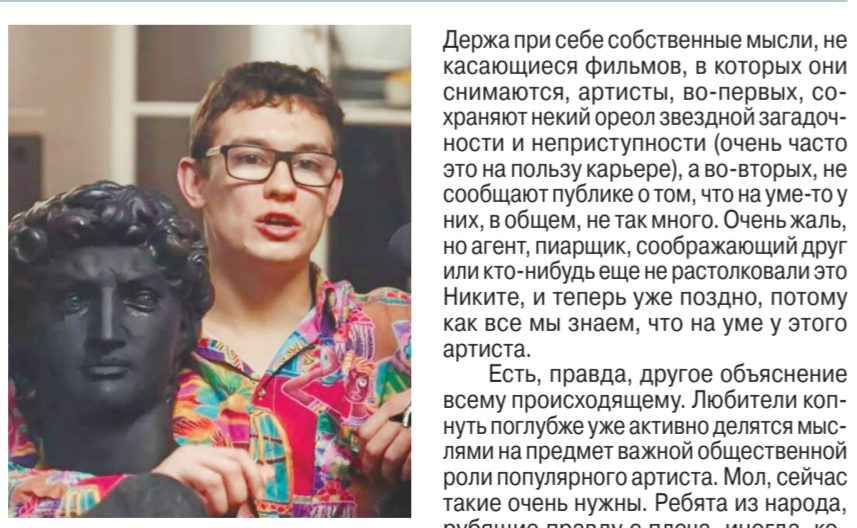 Держа при себе собственные мысли, не
касающиеся фильмов, в которых они
снимаются, артисты, во-первых, со-
храняют некий ореол звездной загадоч-
ности и неприступности (очень часто
это на пользу карьере), а во-вторых, не
сообщают публике о том, что на уме-то у
них, в общем, не так много. Очень жаль,
но агент, пиарщик, соображающий друг
или кто-нибудь еще не растолковали это
Никите, и теперь уже поздно, потому
как все мы знаем, что на уме у этого
артиста.
Есть, правда, другое объяснение
всему происходящему. Любители коп-
нуть поглубже уже активно делятся мыс-
лями на предмет важной общественной
роли популярного артиста. Мол, сейчас
такие очень нужны. Ребята из народа,
рубящие правду с плеча, иногда, ко-